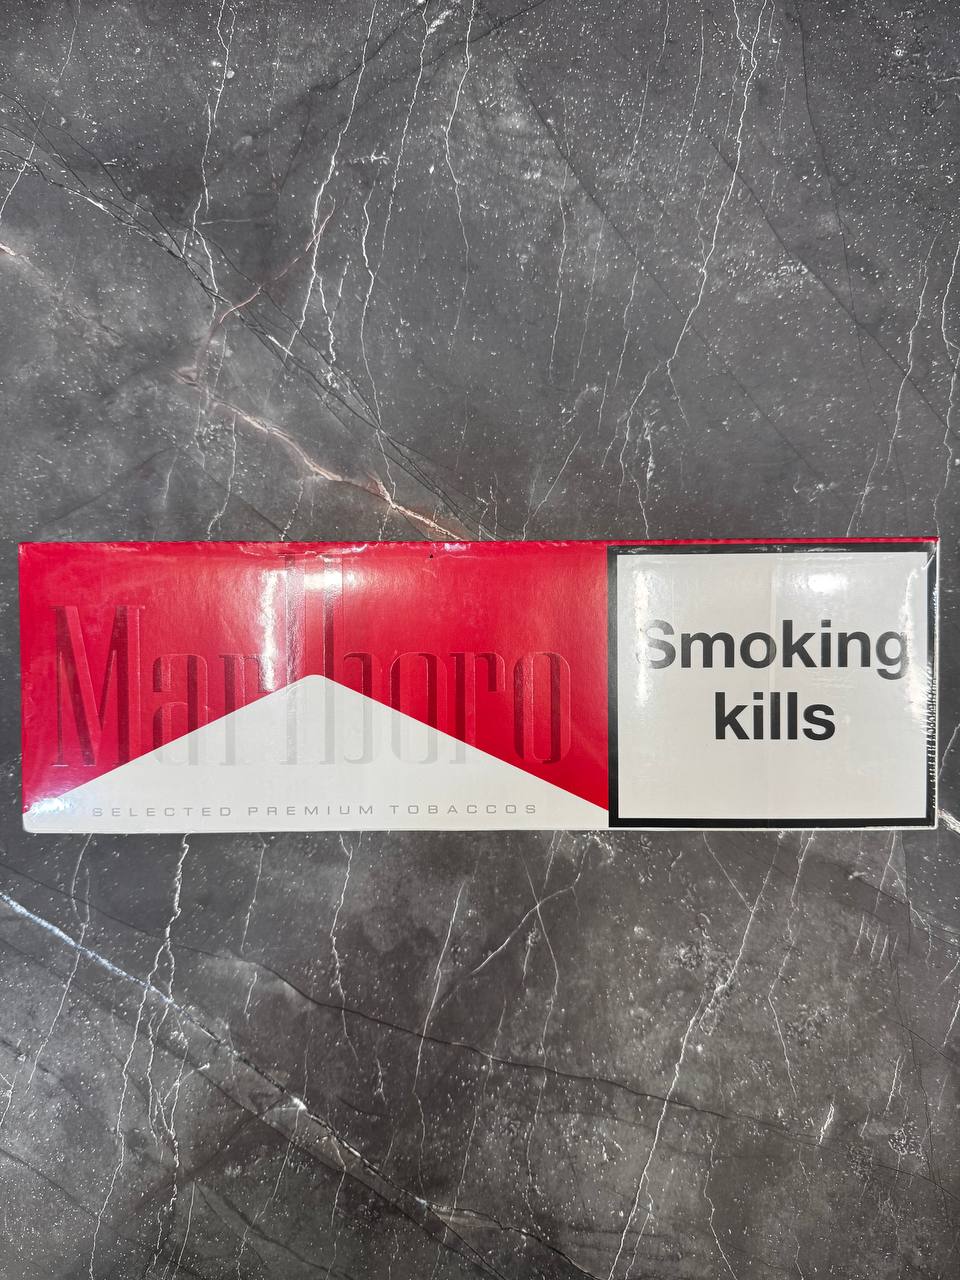 Marlboro
SELECTED PREMIUM TOBACCOS
Smoking
kills